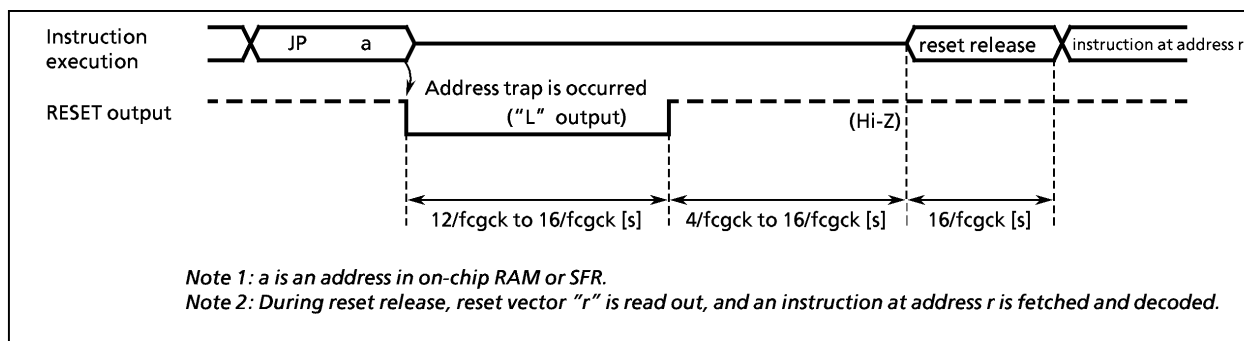 Instruction
execution
JP a
reset release
instruction at address r
RESET output
Address trap is occurred
(“L” output)
(Hi-Z)
12/fcgck to 16/fcgck [s]
4/fcgck to 16/fcgck [s]
16/fcgck [s]
Note 1: a is an address in on-chip RAM or SFR.
Note 2: During reset release, reset vector "r" is read out, and an instruction at address r is fetched and decoded.